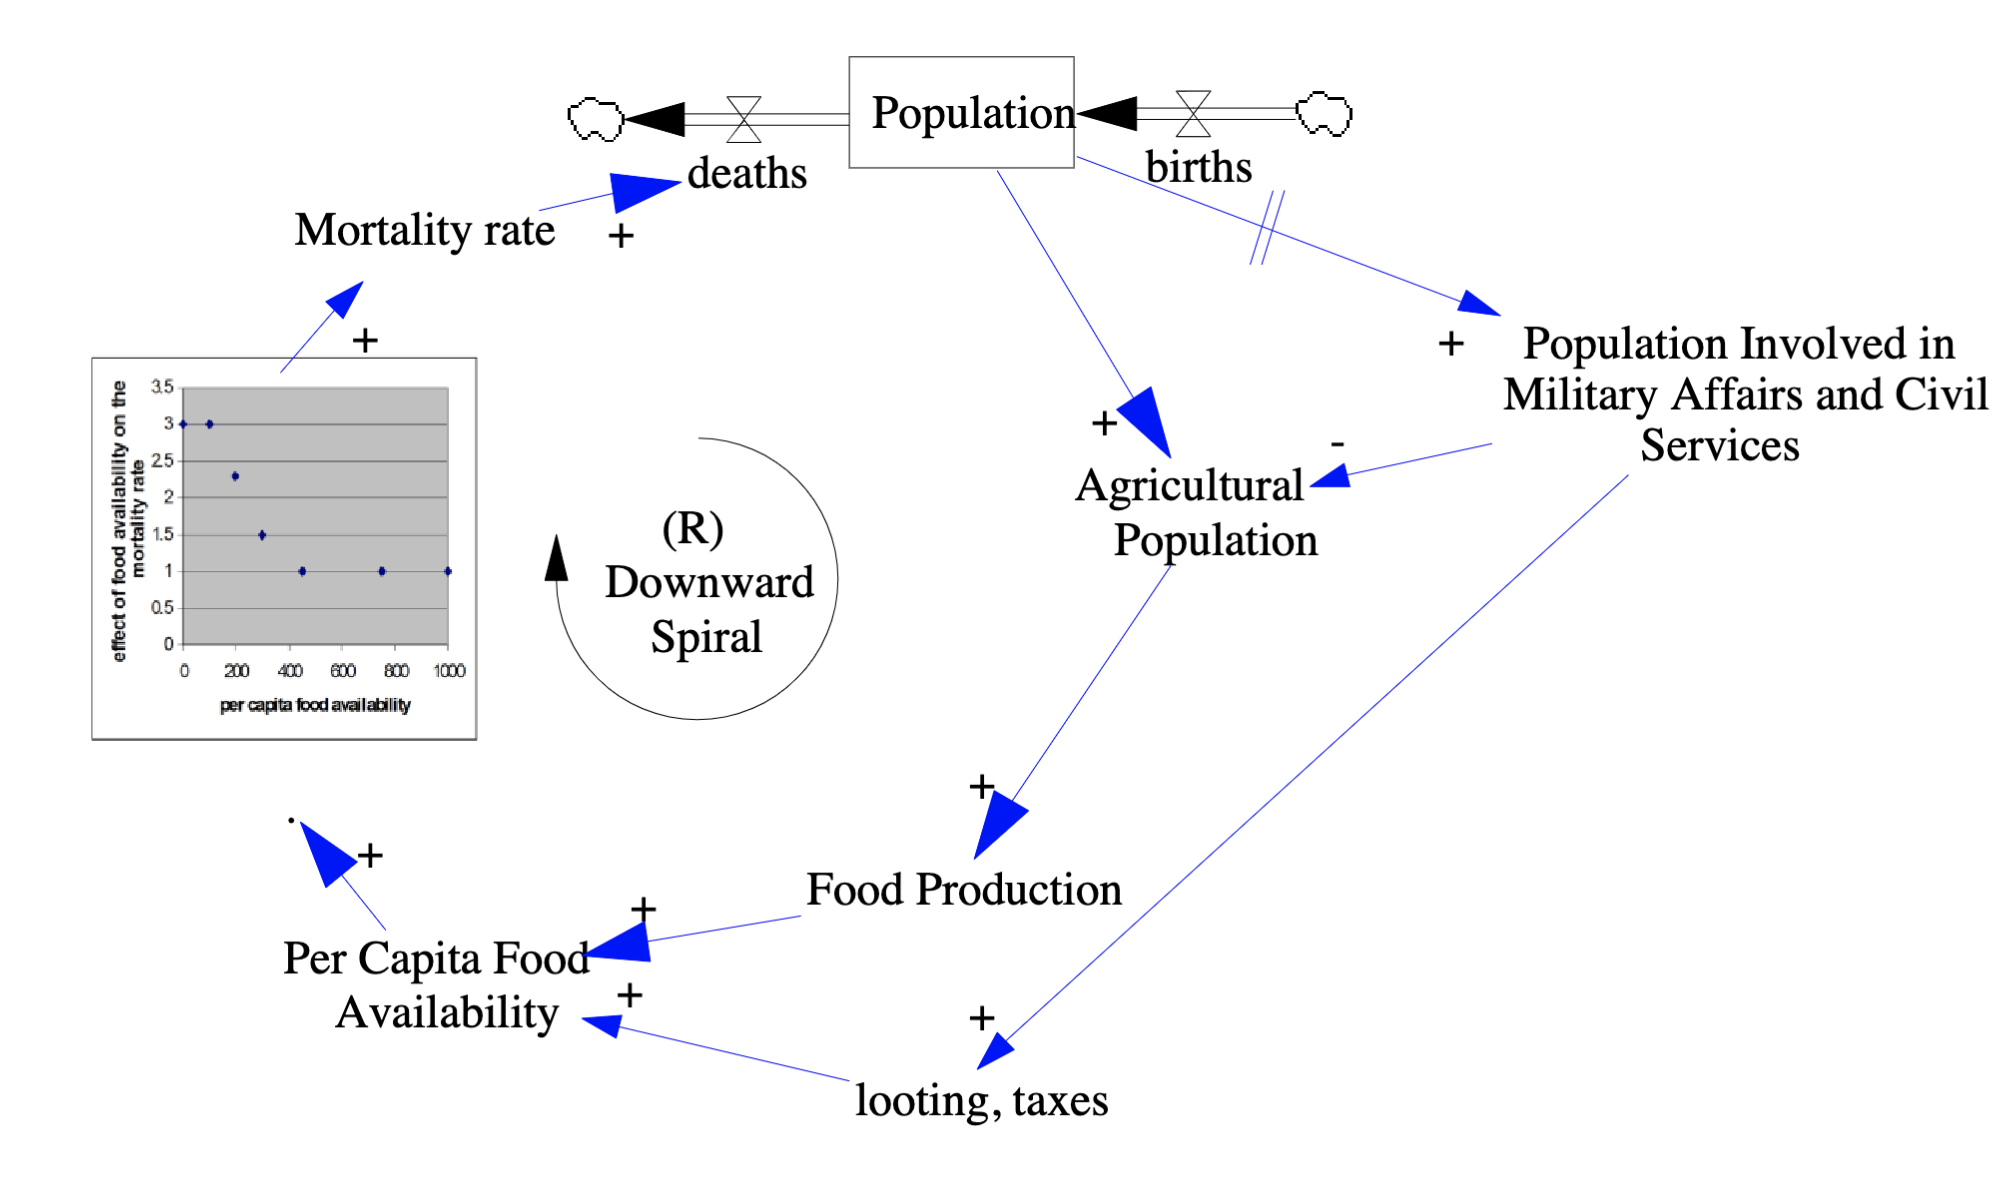 Population
deaths
births
Mortality rate
+
+
Population Involved in
Military Affairs and Civil
Services
+
-
+
Agricultural
Population
effect of food availability on the
mortality rate
3.5
3
2.5
2
1.5
1
0.5
0
0 200 400 600 800 1000
per capita food availability
(R)
Downward
Spiral
+
Food Production
+
+
Per Capita Food
Availability
+
+
looting, taxes